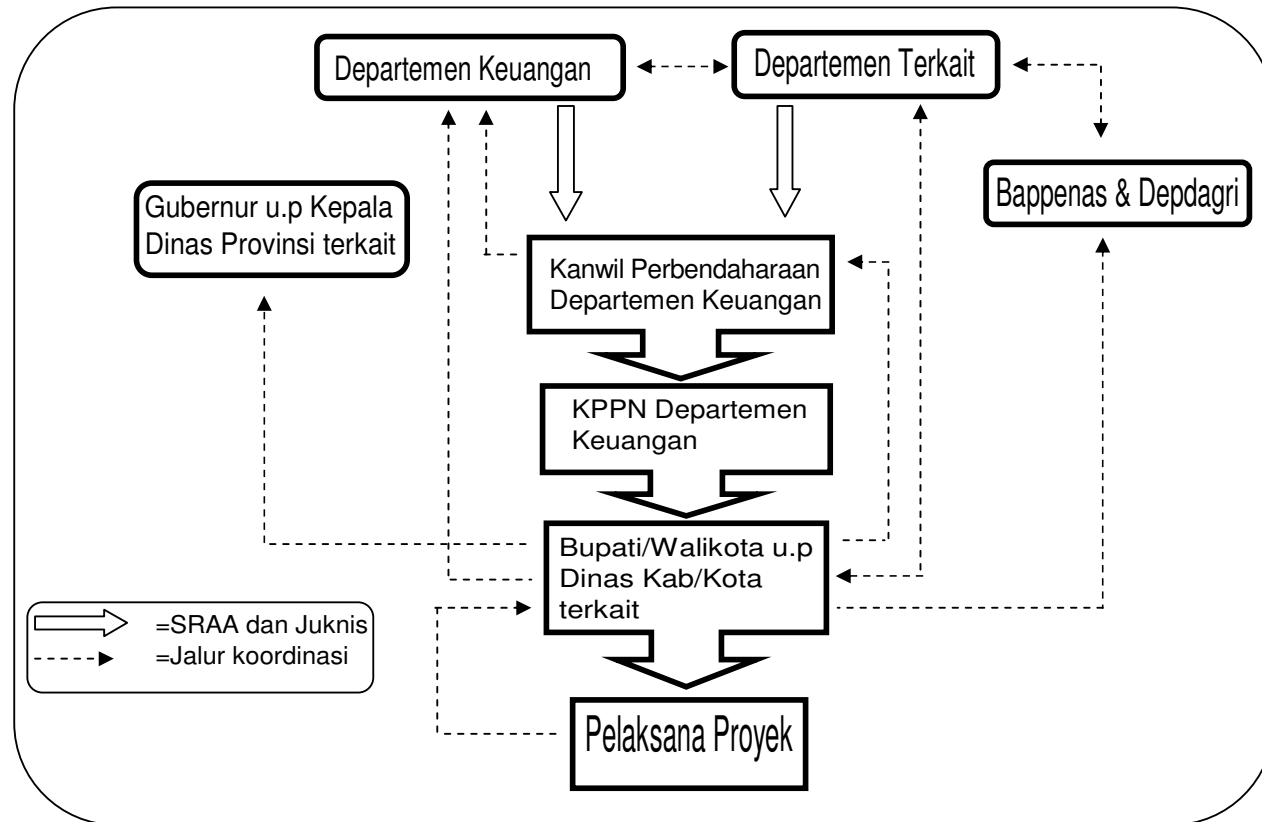 Departemen Keuangan
Departemen Terkait
Bappenas & Depdagri
Gubernur u.p Kepala
Dinas Provinsi terkait
Kanwil Perbendaharaan
Departemen Keuangan
KPPN Departemen
Keuangan
Bupati/Walikota u.p
Dinas Kab/Kota
terkait
=SRAA dan Juknis
=Jalur koordinasi
Pelaksana Proyek